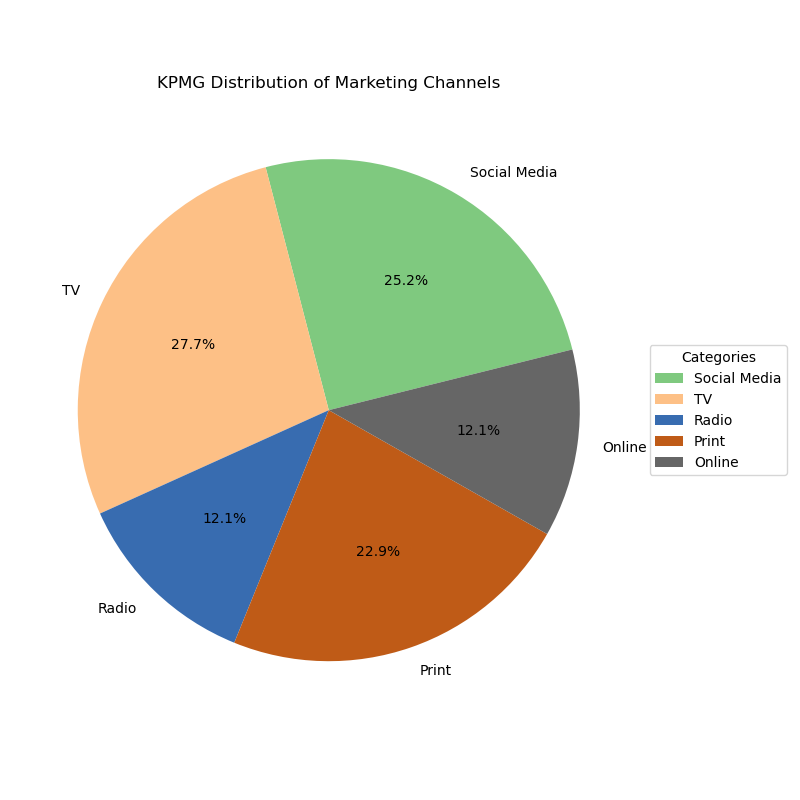 KPMG Distribution of Marketing Channels
Social Media
25.2%
TV
27.7%
Radio
12.1%
Print
22.9%
Online
12.1%
Categories
Social Media
TV
Radio
Print
Online